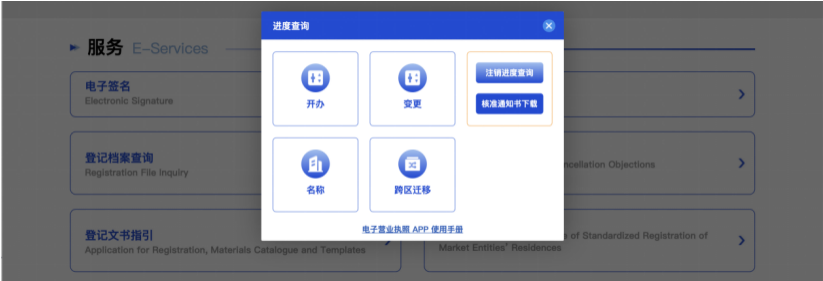 进度查询
服务 E-Services
电子签名
Electronic Signature
开办
变更
注销进度查询
核准通知书下载
登记档案查询
Registration File Inquiry
ncellation Objections
名称
跨区迁移
电子营业执照 APP 使用手册
登记文书指引
Application for Registration, Materials Catalogue and Templates
of Standardized Registration of
Market Entities' Residences